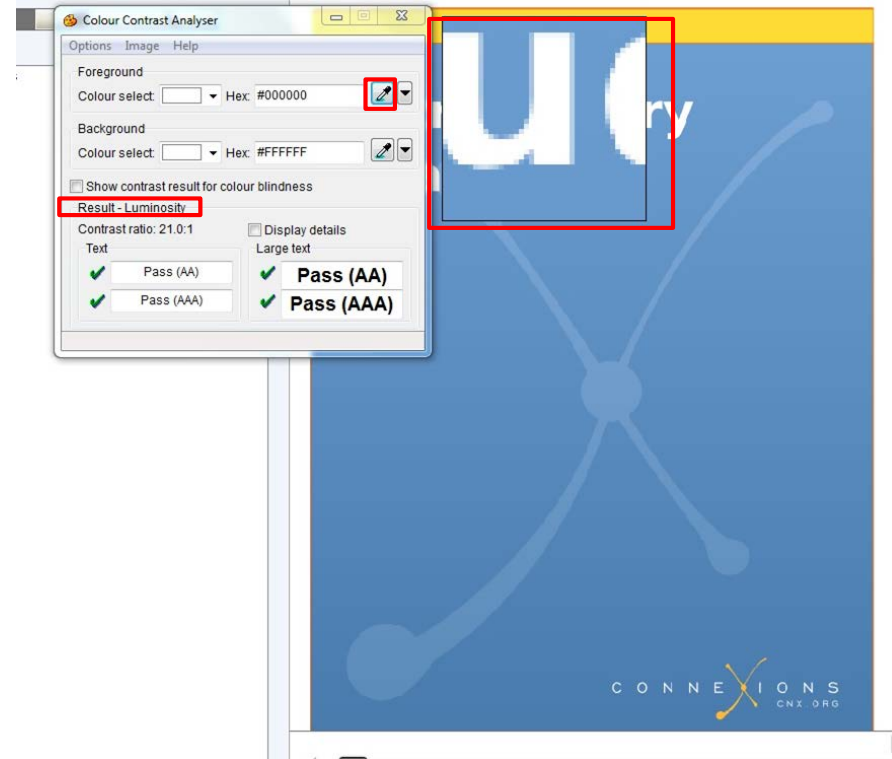 Colour Contrast Analyser
Options Image Help
Foreground
Colour select: Hex: #000000
Background
Colour select: Hex: #FFFFFF
Show contrast result for colour blindness
Result - Luminosity
Contrast ratio: 21.0:1 Display details
Text Large text
Pass (AA) Pass (AA)
Pass (AAA) Pass (AAA)
u
ry
CONNEXIONS
CNX.ORG